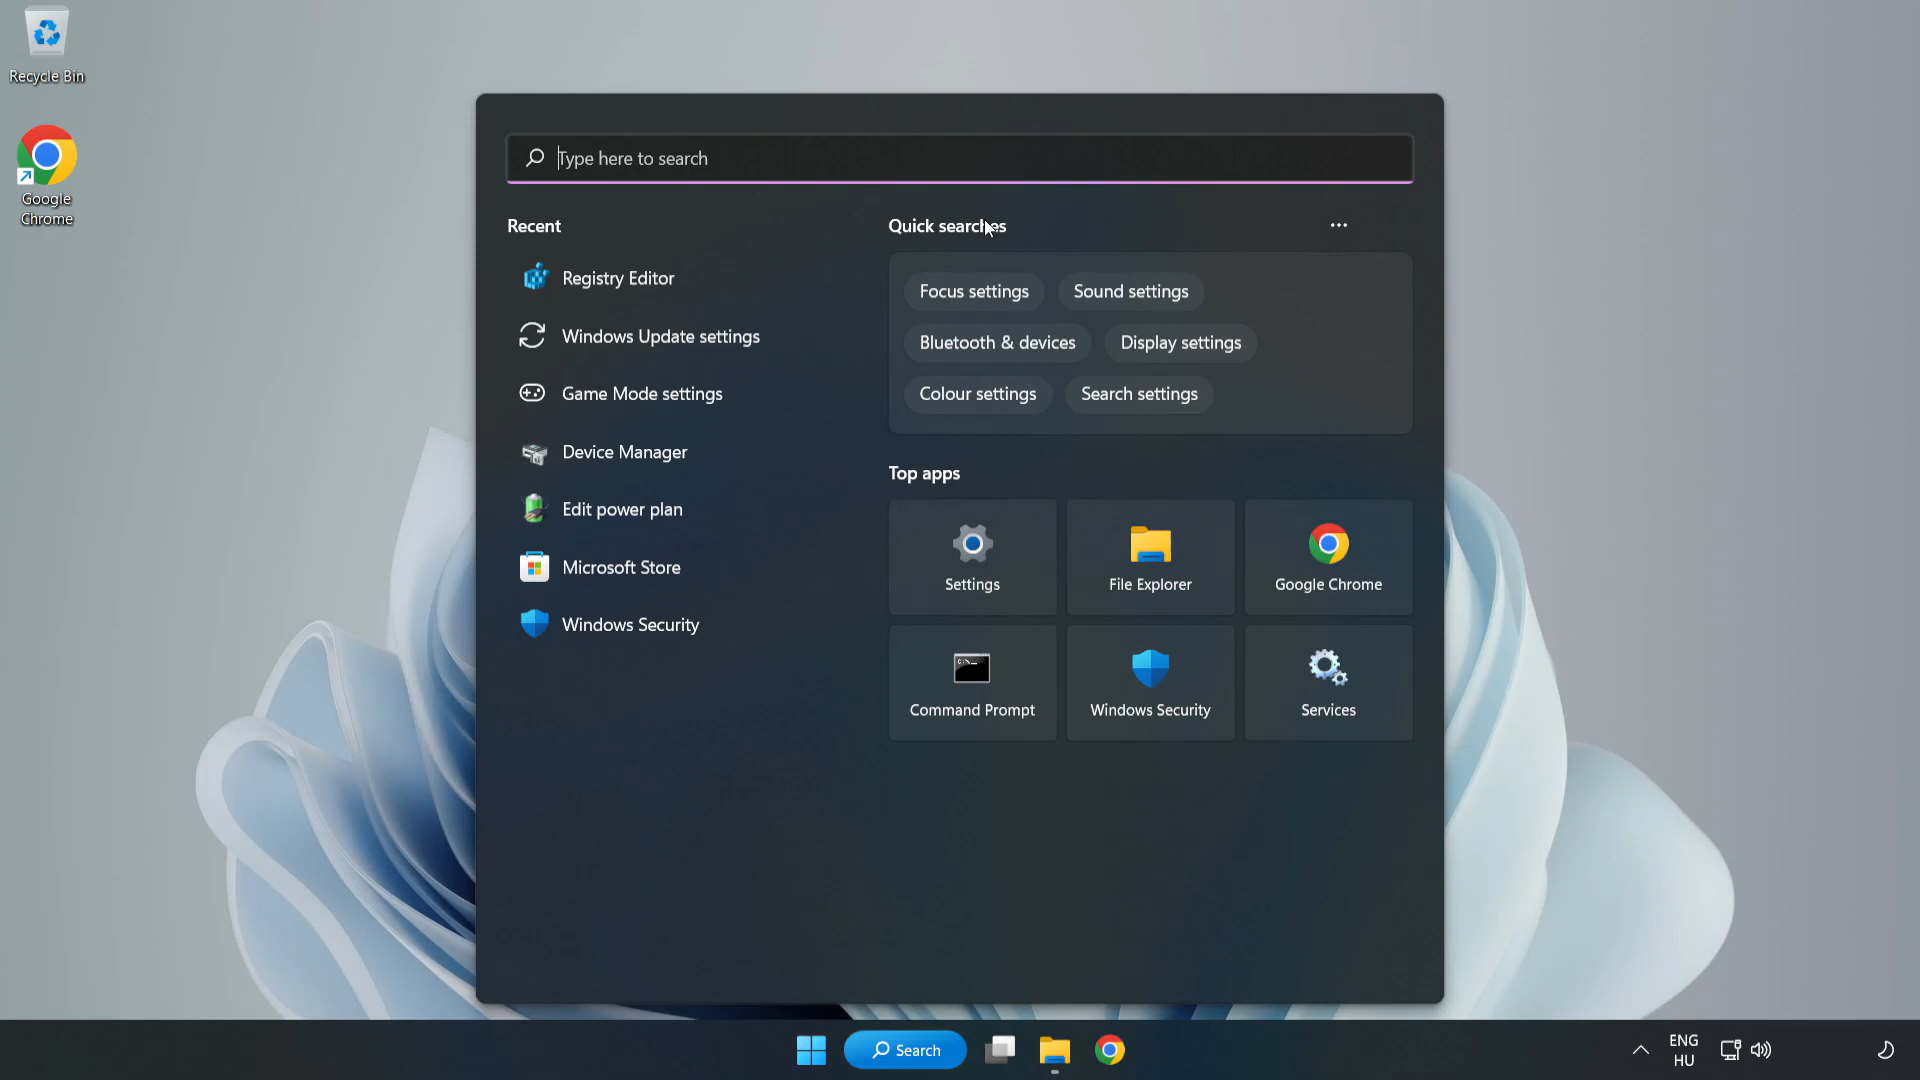 Recycle Bin
Google
Chrome
Type here to search
Recent
Registry Editor
Windows Update settings
Game Mode settings
Device Manager
Edit power plan
Microsoft Store
Windows Security
Quick searches
Focus settings
Sound settings
Bluetooth & devices
Display settings
Colour settings
Search settings
Top apps
Settings
File Explorer
Google Chrome
Command Prompt
Windows Security
Services
Search
ENG
HU